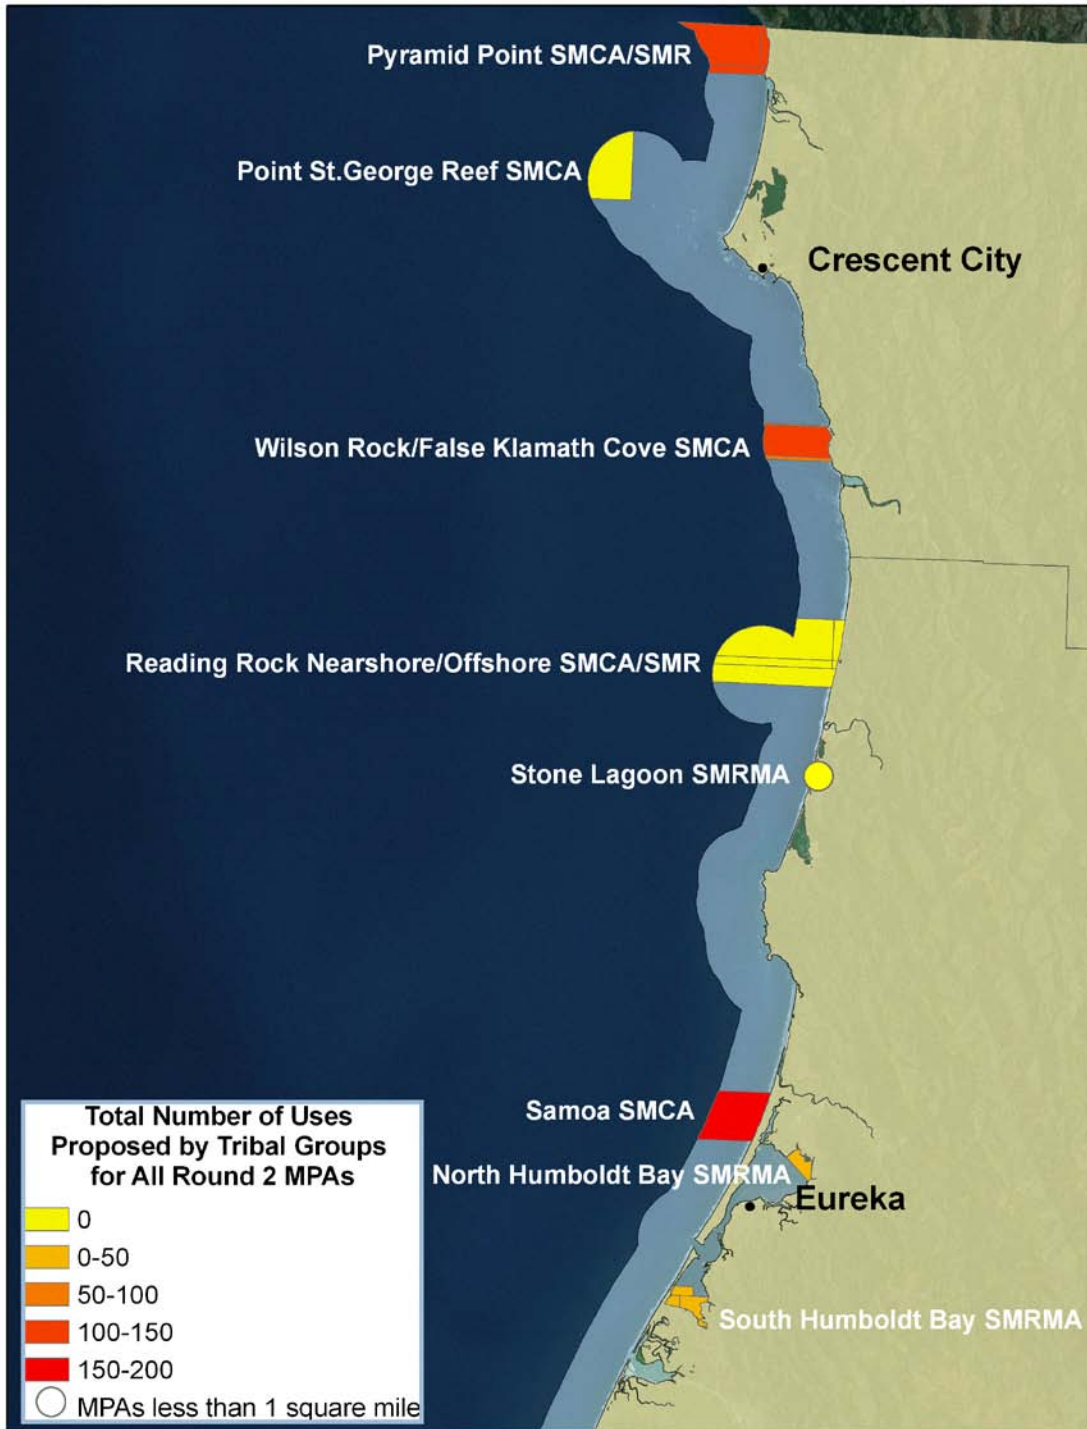 Pyramid Point SMCA/SMR
Point St.George Reef SMCA
Crescent City
Wilson Rock/False Klamath Cove SMCA
Reading Rock Nearshore/Offshore SMCA/SMR
Stone Lagoon SMRMA
Samoa SMCA
North Humboldt Bay SMRMA
Eureka
South Humboldt Bay SMRMA
Total Number of Uses
Proposed by Tribal Groups
for All Round 2 MPAs
0
0-50
50-100
100-150
150-200
MPAs less than 1 square mile